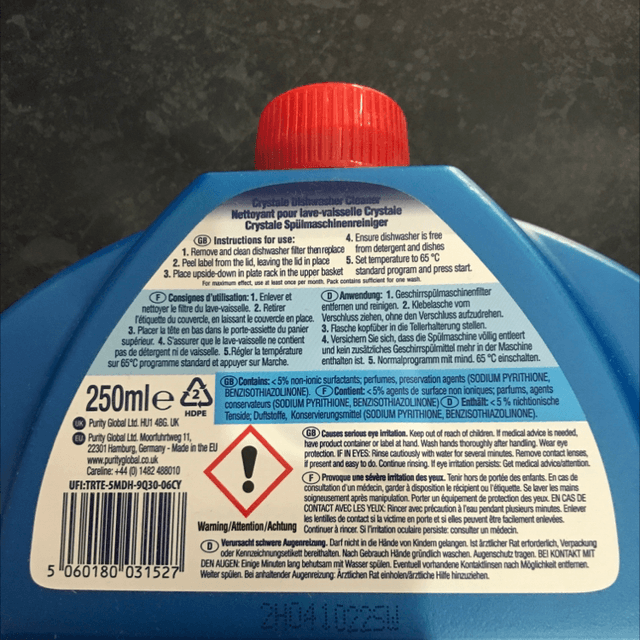 Crystale Dishwasher Cleaner
Nettoyant pour lave-vaisselle Crystale
Crystale Spülmaschinenreiniger
GB Instructions for use:
1. Remove and clean dishwasher filter then replace
2. Peel label from the lid, leaving the lid in place
3. Place upside-down in plate rack in the upper basket
4. Ensure dishwasher is free
from detergent and dishes
5. Set temperature to 65 °C
standard program and press start.
For maximum effect, use at least once per month. Pack contains sufficient for one wash.
F Consignes d'utilisation: 1. Enlever et
nettoyer le filtre du lave-vaisselle. 2. Retirer
l'étiquette du couvercle, en laissant le couvercle en place.
3. Placer la tête en bas dans le porte-assiette du panier
supérieur. 4. S'assurer que le lave-vaisselle ne contient
pas de détergent ni de vaisselle. 5. Régler la température
sur 65°C programme standard et appuyer sur Marche.
D Anwendung: 1. Geschirrspülmaschinenfilter
entfernen und reinigen. 2. Klebelasche vom
Verschluss ziehen, ohne den Verschluss aufzudrehen.
3. Flasche kopfüber in die Tellerhalterung stellen.
4. Versichern Sie sich, dass die Spülmaschine völlig entleert
und kein zusätzliches Geschirrspülmittel mehr in der Maschine
enthalten ist. 5. Normalprogramm mit mind. 65 °C einschalten.
250ml e
2
HDPE
GB Contains: <5% non-ionic surfactants; perfumes, preservation agents (SODIUM PYRITHIONE,
BENZISOTHIAZOLINONE). F Contient: <5% agents de surface non ioniques; parfums, agents
conservateurs (SODIUM PYRITHIONE, BENZISOTHIAZOLINONE) D Enthält: <5 % nichtionische
Tenside; Duftstoffe, Konservierungsmittel (SODIUM PYRITHIONE, BENZISOTHIAZOLINONE).
UK Purity Global Ltd. HU1 4BG. UK
EU Purity Global Ltd. Moorfuhrtweg 11,
22301 Hamburg, Germany - Made in the EU
www.purityglobal.co.uk
Careline: +44 (0) 1482 488010
UFI:TRTE-5MDH-9Q30-06CY
5 060180 031527
Warning/Attention/Achtung
GB Causes serious eye irritation. Keep out of reach of children. If medical advice is needed,
have product container or label at hand. Wash hands thoroughly after handling. Wear eye
protection. IF IN EYES: Rinse cautiously with water for several minutes. Remove contact lenses,
if present and easy to do. Continue rinsing. If eye irritation persists: Get medical advice/attention.
F Provoque une sévère irritation des yeux. Tenir hors de portée des enfants. En cas de
consultation d'un médecin, garder à disposition le récipient ou l'étiquette. Se laver les mains
soigneusement après manipulation. Porter un équipement de protection des yeux. EN CAS DE
CONTACT AVEC LES YEUX: Rincer avec précaution à l'eau pendant plusieurs minutes. Enlever
les lentilles de contact si la victime en porte et si elles peuvent être facilement enlevées.
Continuer à rincer. Si l'irritation oculaire persiste: consulter un médecin.
D Verursacht schwere Augenreizung. Darf nicht in die Hände von Kindern gelangen. Ist ärztlicher Rat erforderlich, Verpackung
oder Kennzeichnungsetikett bereithalten. Nach Gebrauch Hände gründlich waschen. Augenschutz tragen. BEI KONTAKT MIT
DEN AUGEN: Einige Minuten lang behutsam mit Wasser spülen. Eventuell vorhandene Kontaktlinsen nach Möglichkeit entfernen.
Weiter spülen. Bei anhaltender Augenreizung: Ärztlichen Rat einholen/ärztliche Hilfe hinzuziehen.
2H0410225W